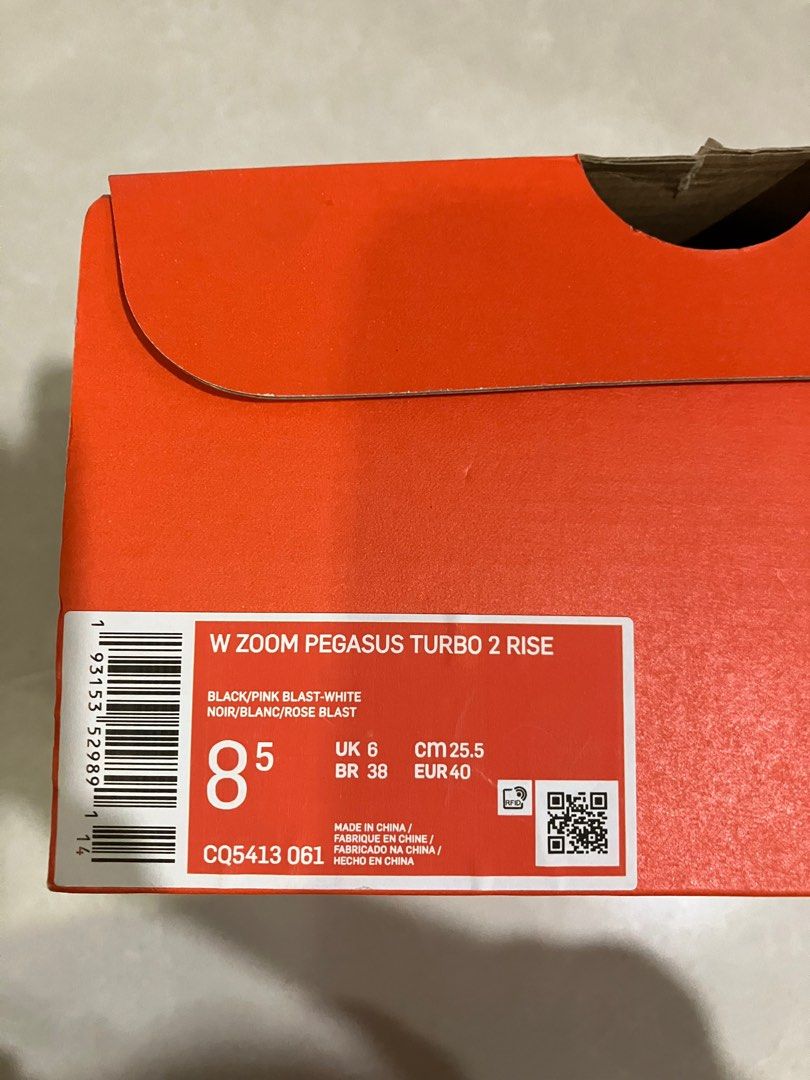 W ZOOM PEGASUS TURBO 2 RISE
BLACK/PINK BLAST-WHITE
NOIR/BLANC/ROSE BLAST
8 5
UK 6 cm 25.5
BR 38 EUR 40
RFID
CQ5413 061
MADE IN CHINA /
FABRIQUE EN CHINE /
FABRICADO NA CHINA /
HECHO EN CHINA
1 93153 52989 1 14